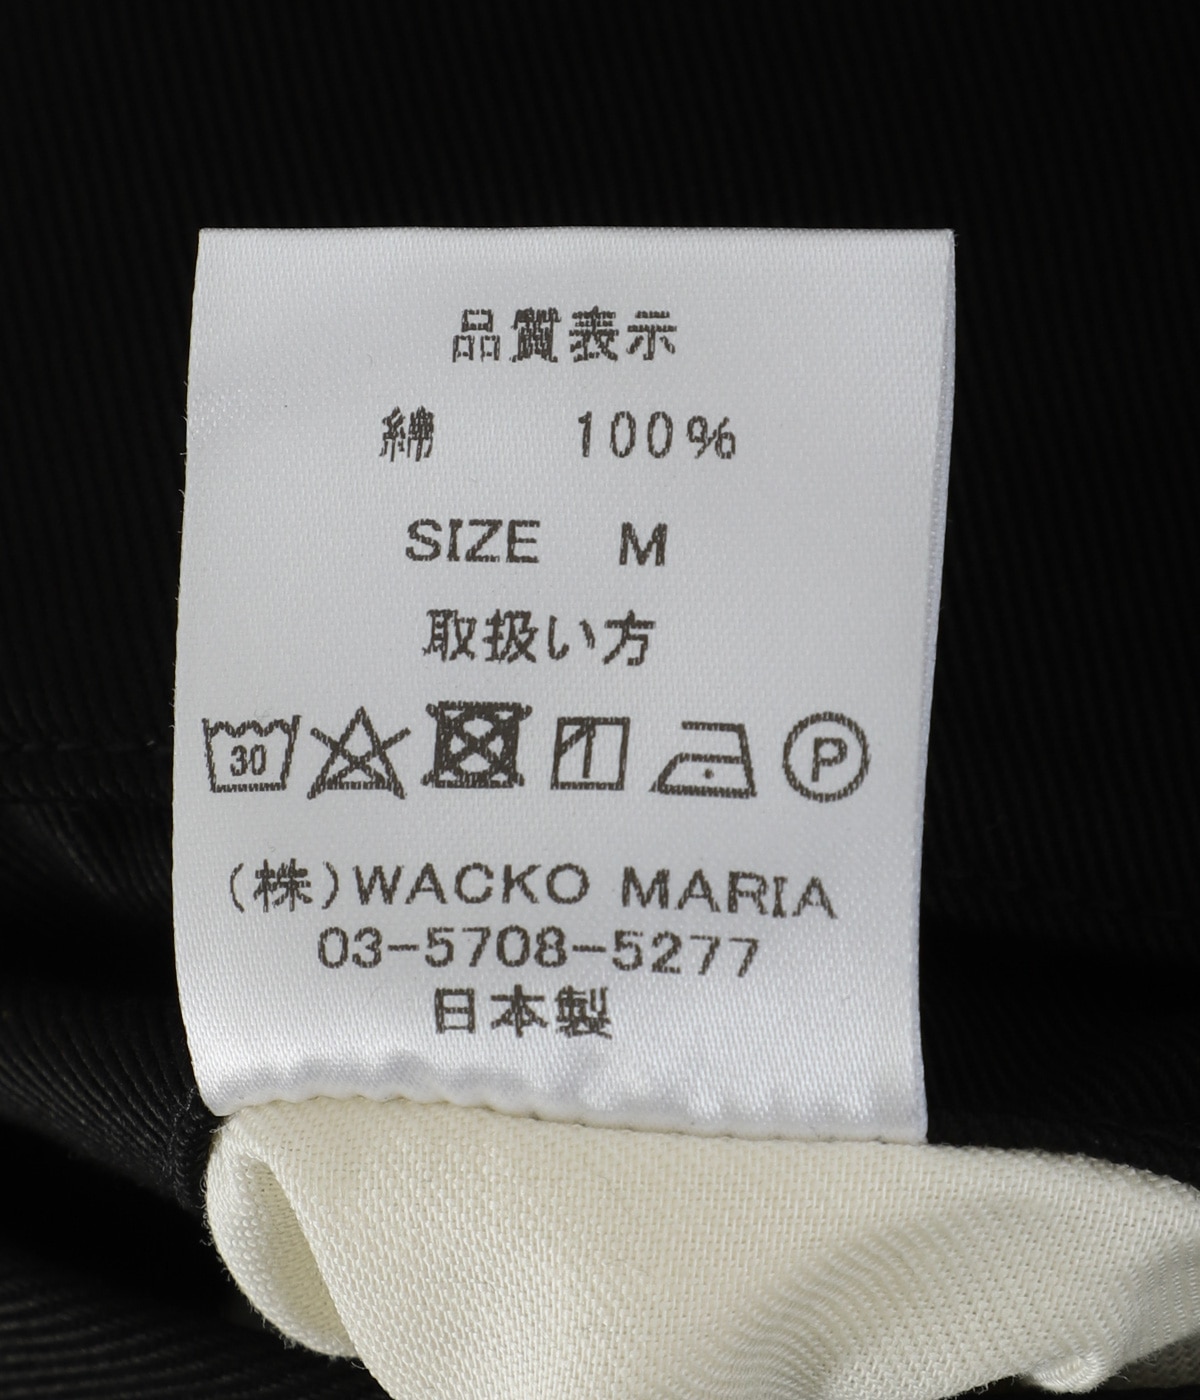 品質表示
綿 100%
SIZE M
取扱い方
30 P
(株)WACKO MARIA
03-5708-5277
日本製